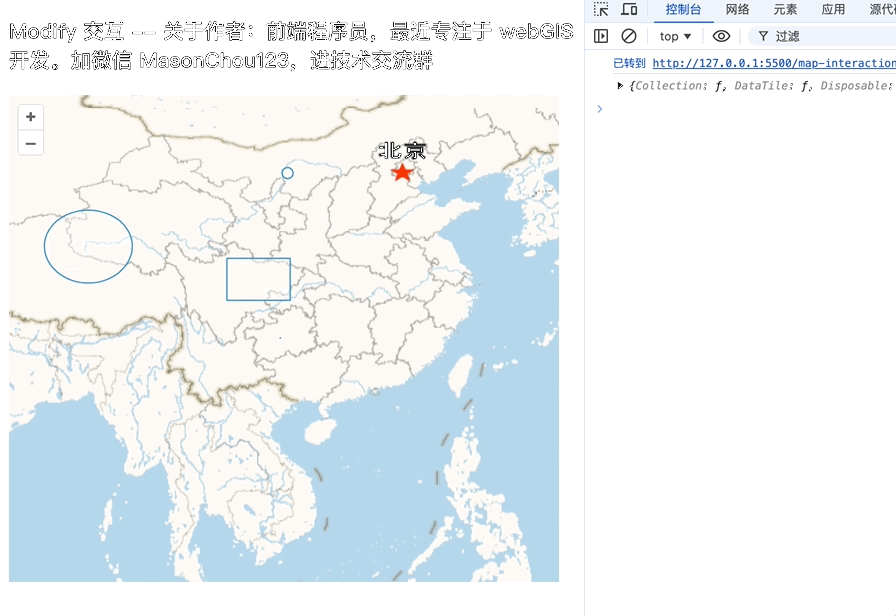 Modify 交互 -- 关于作者：前端程序员，最近专注于 webGIS
开发，加微信 MasonChou123，进技术交流群
+
−
北京
控制台 网络 元素 应用 源代
top 过滤
已转到 http://127.0.0.1:5500/map-interaction
{Collection: ƒ, DataTile: ƒ, Disposable: